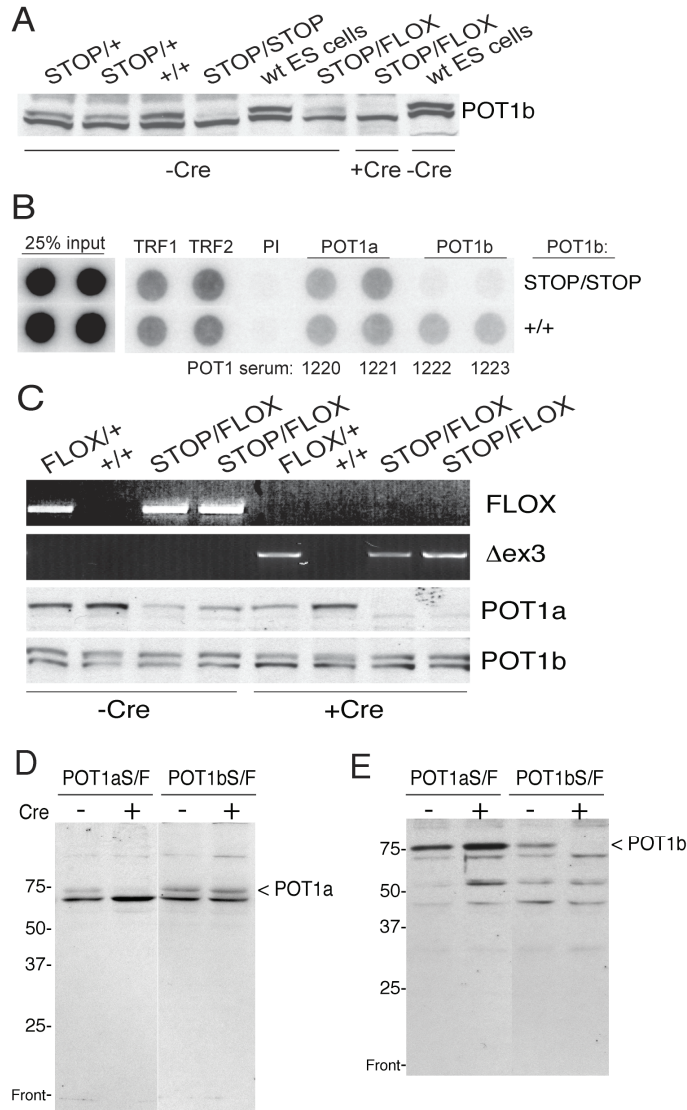 A
STOP/+ STOP/+ +/+ STOP/STOP wt ES cells STOP/FLOX STOP/FLOX wt ES cells
POT1b
-Cre +Cre -Cre
B
25% input TRF1 TRF2 PI POT1a POT1b POT1b:
STOP/STOP
+/+
POT1 serum: 1220 1221 1222 1223
C
FLOX/+ +/+ STOP/FLOX STOP/FLOX FLOX/+ +/+ STOP/FLOX STOP/FLOX
FLOX
Δex3
POT1a
POT1b
-Cre +Cre
D
POT1aS/F POT1bS/F
Cre - + - +
75-
< POT1a
50-
37-
25-
Front-
E
POT1aS/F POT1bS/F
- + - +
75-
< POT1b
50-
37-
25-
Front-